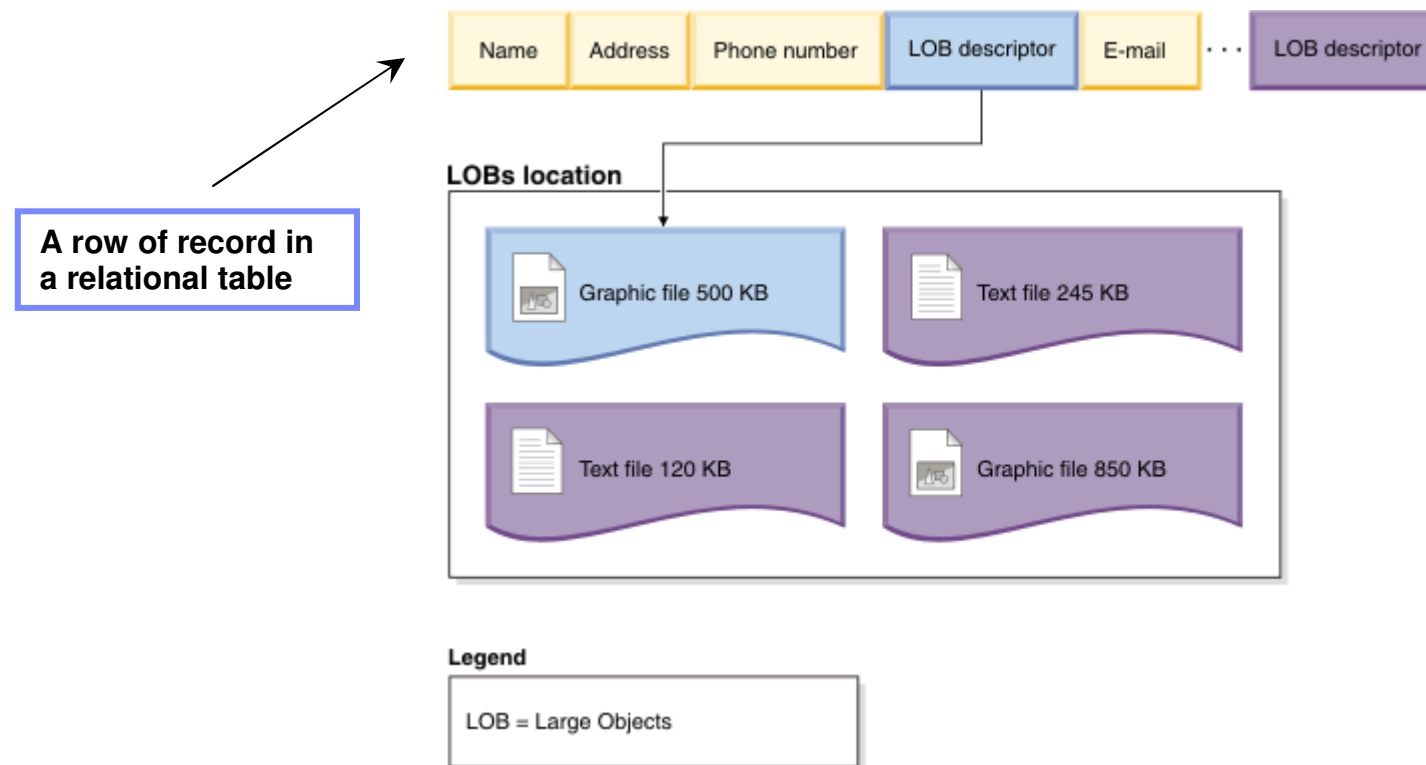 Name Address Phone number LOB descriptor E-mail ... LOB descriptor
LOBs location
A row of record in
a relational table
Graphic file 500 KB Text file 245 KB
Text file 120 KB Graphic file 850 KB
Legend
LOB = Large Objects